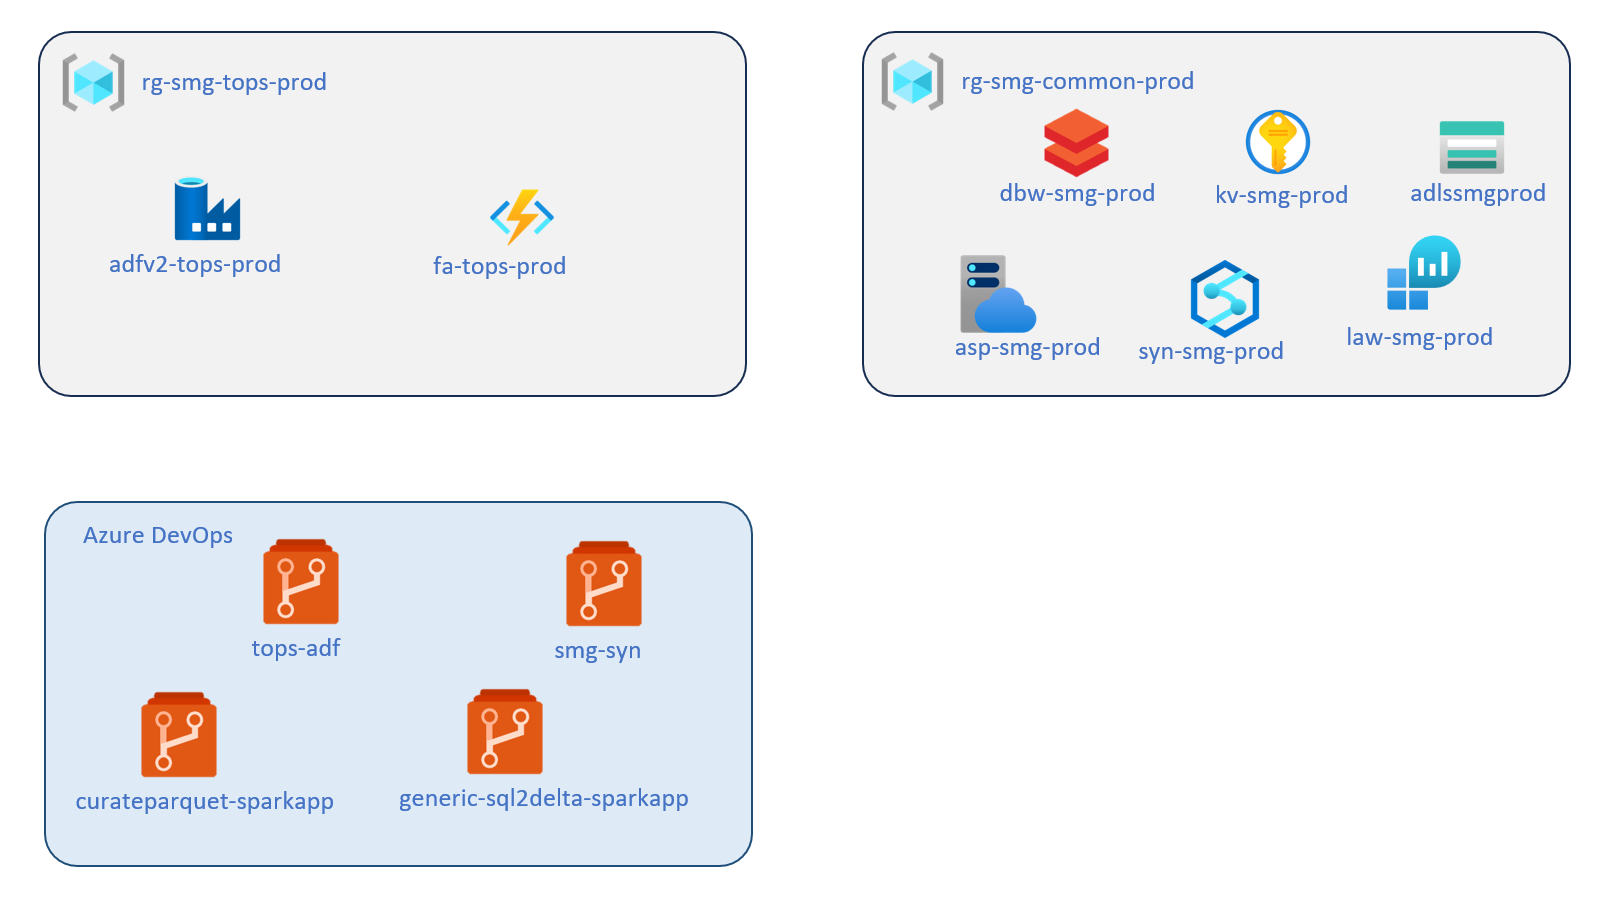 rg-smg-tops-prod
adfv2-tops-prod
fa-tops-prod
rg-smg-common-prod
dbw-smg-prod
kv-smg-prod
adlssmgprod
asp-smg-prod
syn-smg-prod
law-smg-prod
Azure DevOps
tops-adf
smg-syn
curateparquet-sparkapp
generic-sql2delta-sparkapp